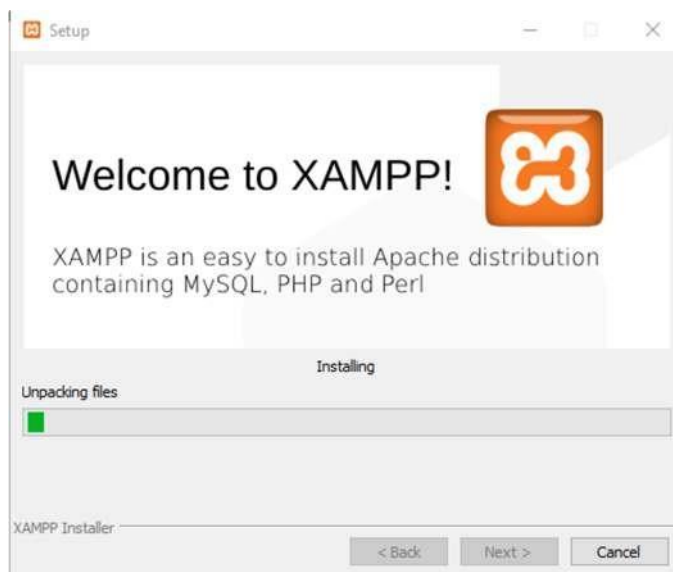 Setup
Welcome to XAMPP!
XAMPP is an easy to install Apache distribution
containing MySQL, PHP and Perl
Installing
Unpacking files
XAMPP Installer
< Back
Next >
Cancel